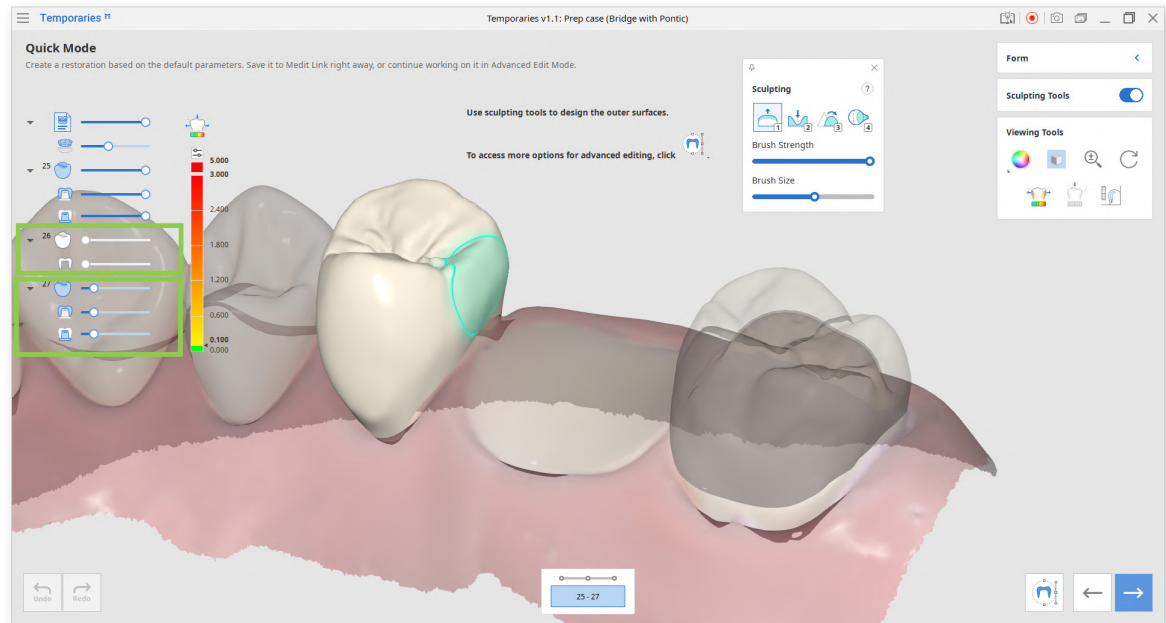 Temporaries
Temporaries v1.1: Prep case (Bridge with Pontic)
Quick Mode
Create a restoration based on the default parameters. Save it to Medit Link right away, or continue working on it in Advanced Edit Mode.
Use sculpting tools to design the outer surfaces.
To access more options for advanced editing, click .
Sculpting
?
1 2 3 4
Brush Strength
Brush Size
Form
Sculpting Tools
Viewing Tools
25
26
27
5.000
3.000
2.400
1.800
1.200
0.600
0.100
0.000
Undo
Redo
25 - 27